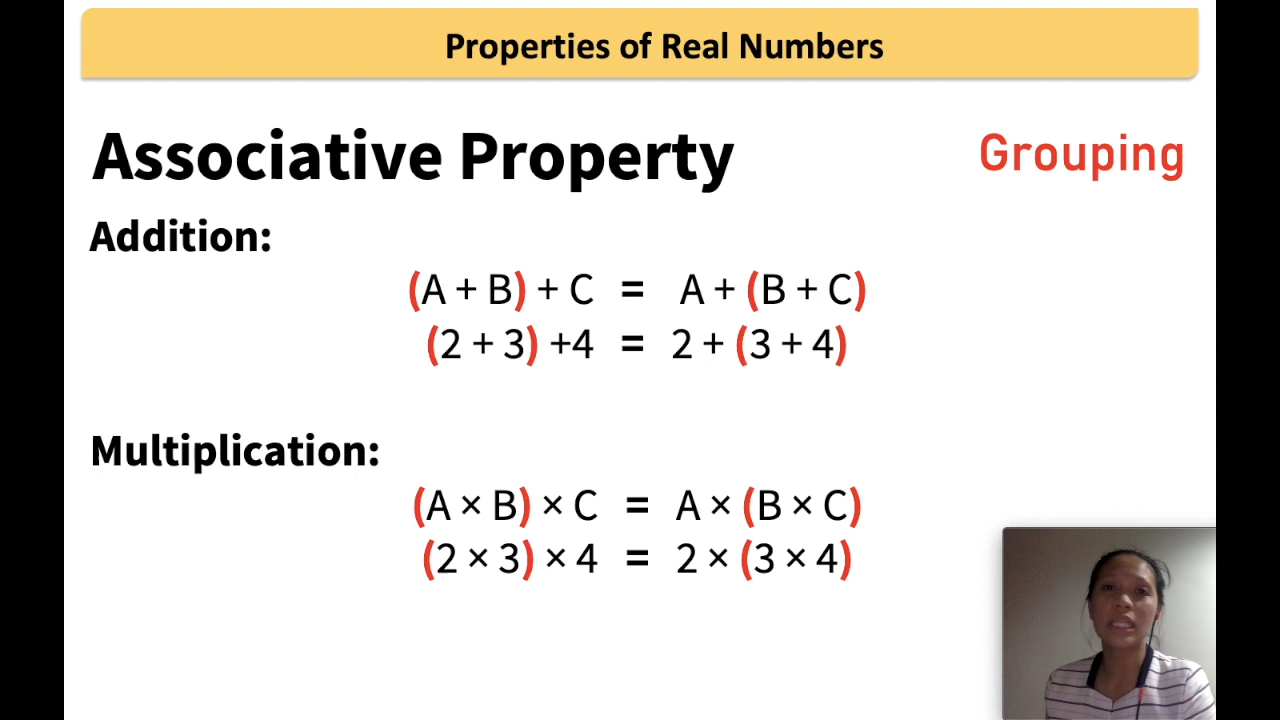 Properties of Real Numbers
Associative Property
Grouping
Addition:
(A + B) + C = A + (B + C)
(2 + 3) +4 = 2 + (3 + 4)
Multiplication:
(A × B) × C = A × (B × C)
(2 × 3) × 4 = 2 × (3 × 4)